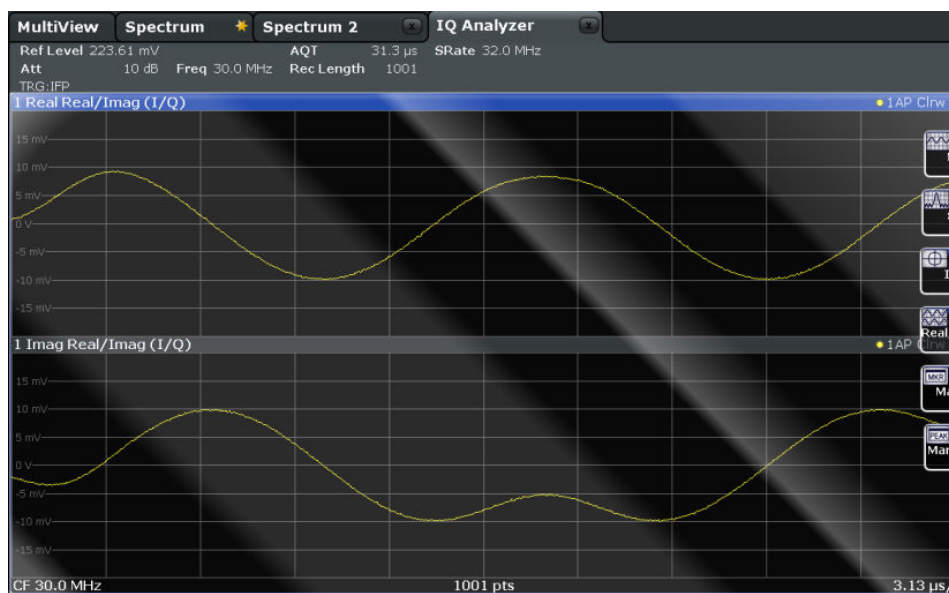 MultiView Spectrum Spectrum 2 x IQ Analyzer x
Ref Level 223.61 mV AQT 31.3 µs SRate 32.0 MHz
Att 10 dB Freq 30.0 MHz Rec Length 1001
TRG:IFP
1 Real Real/Imag (I/Q) 1AP Clrw
15 mV
10 mV
5 mV
0 V
-5 mV
-10 mV
-15 mV
Real
1 Imag Real/Imag (I/Q) 1AP Clrw
15 mV
MKR
10 mV
5 mV
PEAK
0 V
-5 mV
-10 mV
-15 mV
CF 30.0 MHz 1001 pts 3.13 µs/